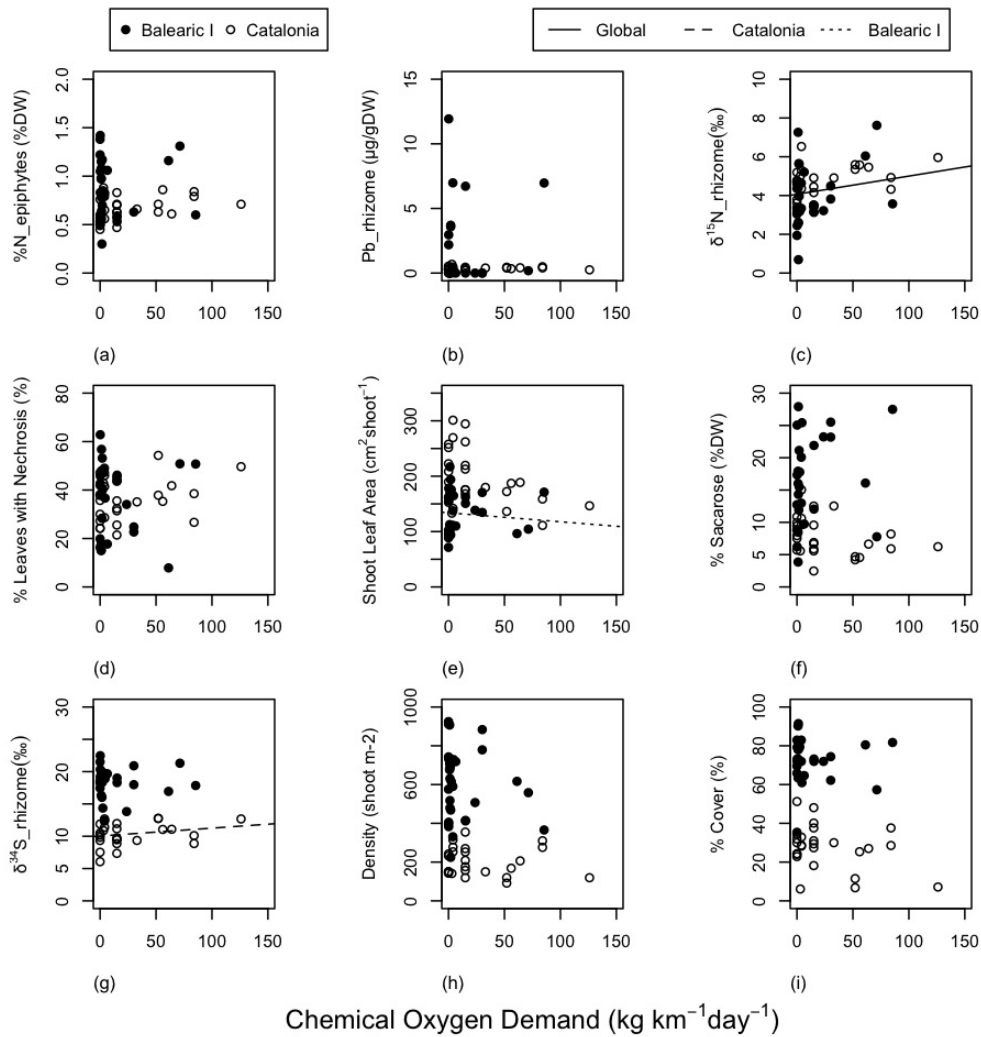 ● Balearic I ○ Catalonia
Global Catalonia Balearic I
%N_epiphytes (%DW)
0.0 0.5 1.0 1.5 2.0
0 50 100 150
(a)
Pb_rhizome (µg/gDW)
0 5 10 15
0 50 100 150
(b)
δ¹⁵N_rhizome(‰)
0 2 4 6 8 10
0 50 100 150
(c)
% Leaves with Nechrosis (%)
0 20 40 60 80
0 50 100 150
(d)
Shoot Leaf Area (cm² shoot⁻¹)
0 100 200 300
0 50 100 150
(e)
% Sacarose (%DW)
0 5 10 20 30
0 50 100 150
(f)
δ³⁴S_rhizome(‰)
0 5 10 20 30
0 50 100 150
(g)
Density (shoot m-2)
0 200 600 1000
0 50 100 150
(h)
% Cover (%)
0 20 40 60 80 100
0 50 100 150
(i)
Chemical Oxygen Demand (kg km⁻¹day⁻¹)